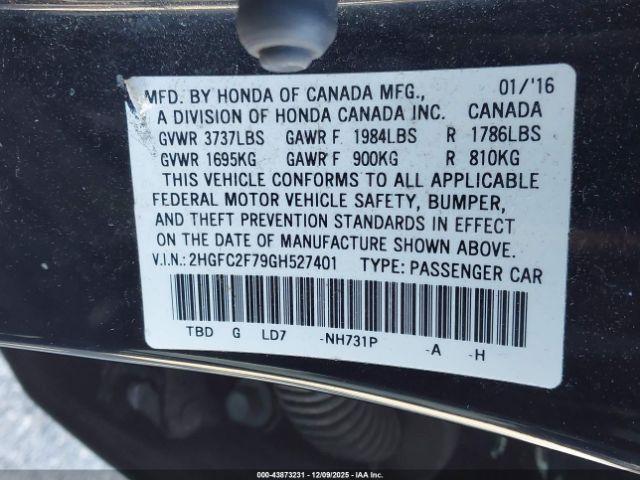 MFD. BY HONDA OF CANADA MFG., 01/'16
A DIVISION OF HONDA CANADA INC. CANADA
GVWR 3737LBS GAWR F 1984LBS R 1786LBS
GVWR 1695KG GAWR F 900KG R 810KG
THIS VEHICLE CONFORMS TO ALL APPLICABLE
FEDERAL MOTOR VEHICLE SAFETY, BUMPER,
AND THEFT PREVENTION STANDARDS IN EFFECT
ON THE DATE OF MANUFACTURE SHOWN ABOVE.
V.I.N.: 2HGFC2F79GH527401 TYPE: PASSENGER CAR
TBD G LD7 -NH731P -A -H
000-43873231 - 12/09/2025 - IAA Inc.